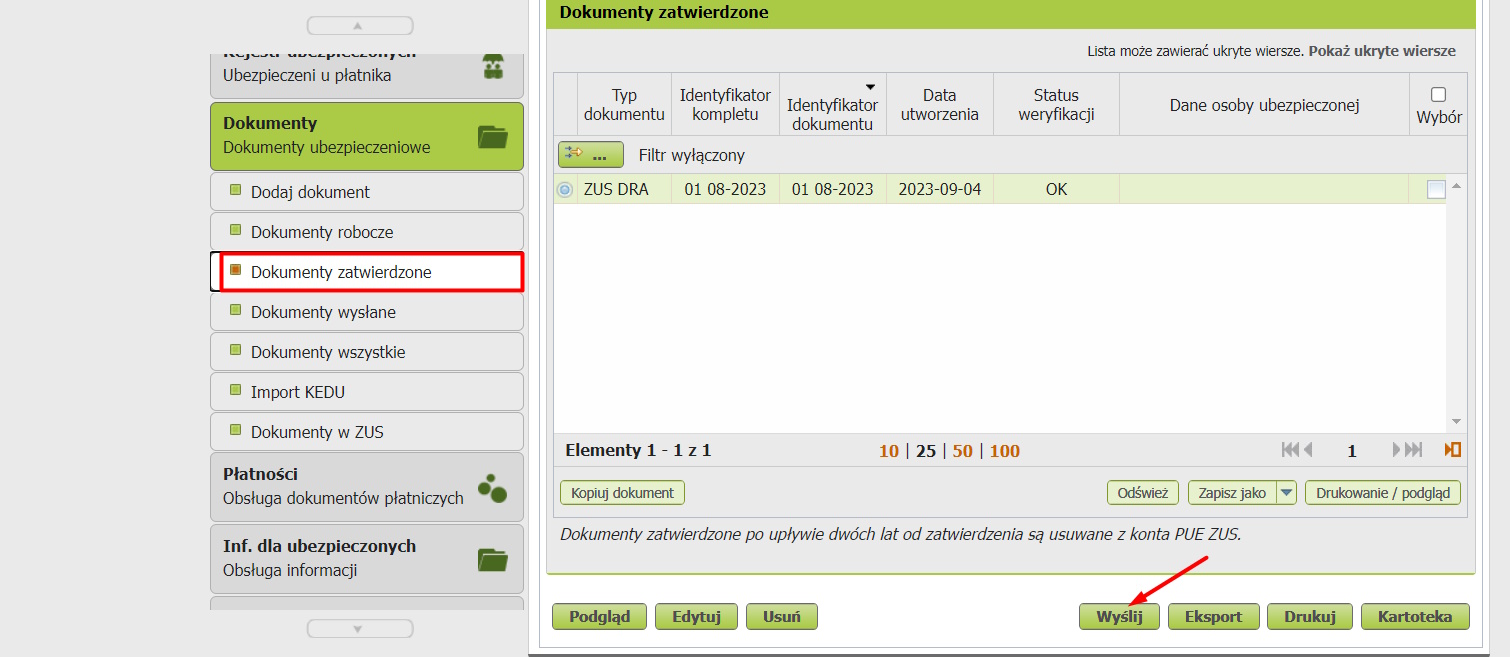 Rejestr ubezpieczonych
Ubezpieczeni u płatnika
Dokumenty
Dokumenty ubezpieczeniowe
Dodaj dokument
Dokumenty robocze
Dokumenty zatwierdzone
Dokumenty wysłane
Dokumenty wszystkie
Import KEDU
Dokumenty w ZUS
Płatności
Obsługa dokumentów płatniczych
Inf. dla ubezpieczonych
Obsługa informacji
Dokumenty zatwierdzone
Lista może zawierać ukryte wiersze. Pokaż ukryte wiersze
Typ dokumentu
Identyfikator kompletu
Identyfikator dokumentu
Data utworzenia
Status weryfikacji
Dane osoby ubezpieczonej
Wybór
... Filtr wyłączony
ZUS DRA 01 08-2023 01 08-2023 2023-09-04 OK
Elementy 1 - 1 z 1 10 | 25 | 50 | 100 1
Kopiuj dokument Odśwież Zapisz jako Drukowanie / podgląd
Dokumenty zatwierdzone po upływie dwóch lat od zatwierdzenia są usuwane z konta PUE ZUS.
Podgląd Edytuj Usuń Wyślij Eksport Drukuj Kartoteka